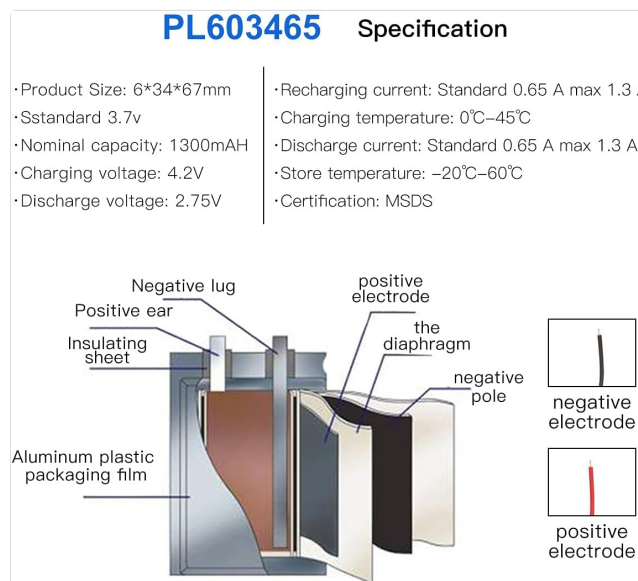 PL603465 Specification
·Product Size: 6*34*67mm
·Sstandard 3.7v
·Nominal capacity: 1300mAH
·Charging voltage: 4.2V
·Discharge voltage: 2.75V
·Recharging current: Standard 0.65 A max 1.3 A
·Charging temperature: 0℃-45℃
·Discharge current: Standard 0.65 A max 1.3 A
·Store temperature: -20℃-60℃
·Certification: MSDS
Negative lug
Positive ear
Insulating
sheet
Aluminum plastic
packaging film
positive
electrode
the
diaphragm
negative
pole
negative
electrode
positive
electrode